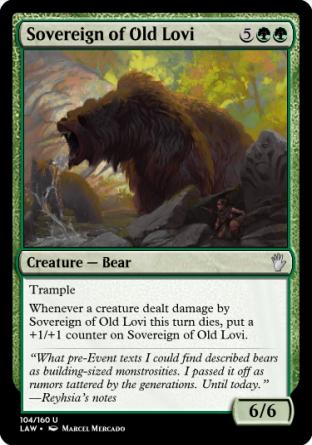 Sovereign of Old Lovi 5
Creature — Bear
Trample
Whenever a creature dealt damage by
Sovereign of Old Lovi this turn dies, put a
+1/+1 counter on Sovereign of Old Lovi.
“What pre-Event texts I could find described bears
as building-sized monstrosities. I passed it off as
rumors tattered by the generations. Until today.”
—Reyhsia’s notes
6/6
104/160 U
LAW • Marcel Mercado